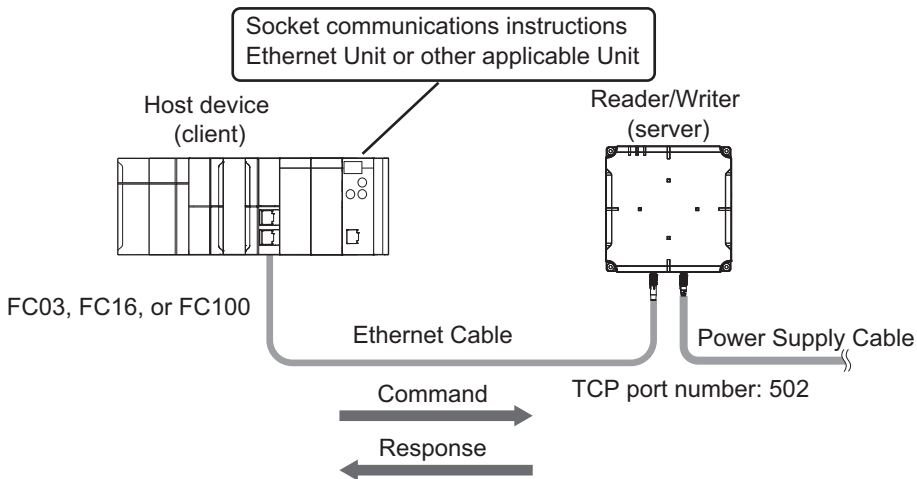 Socket communications instructions
Ethernet Unit or other applicable Unit
Host device
(client)
Reader/Writer
(server)
FC03, FC16, or FC100
Ethernet Cable
Power Supply Cable
TCP port number: 502
Command
Response